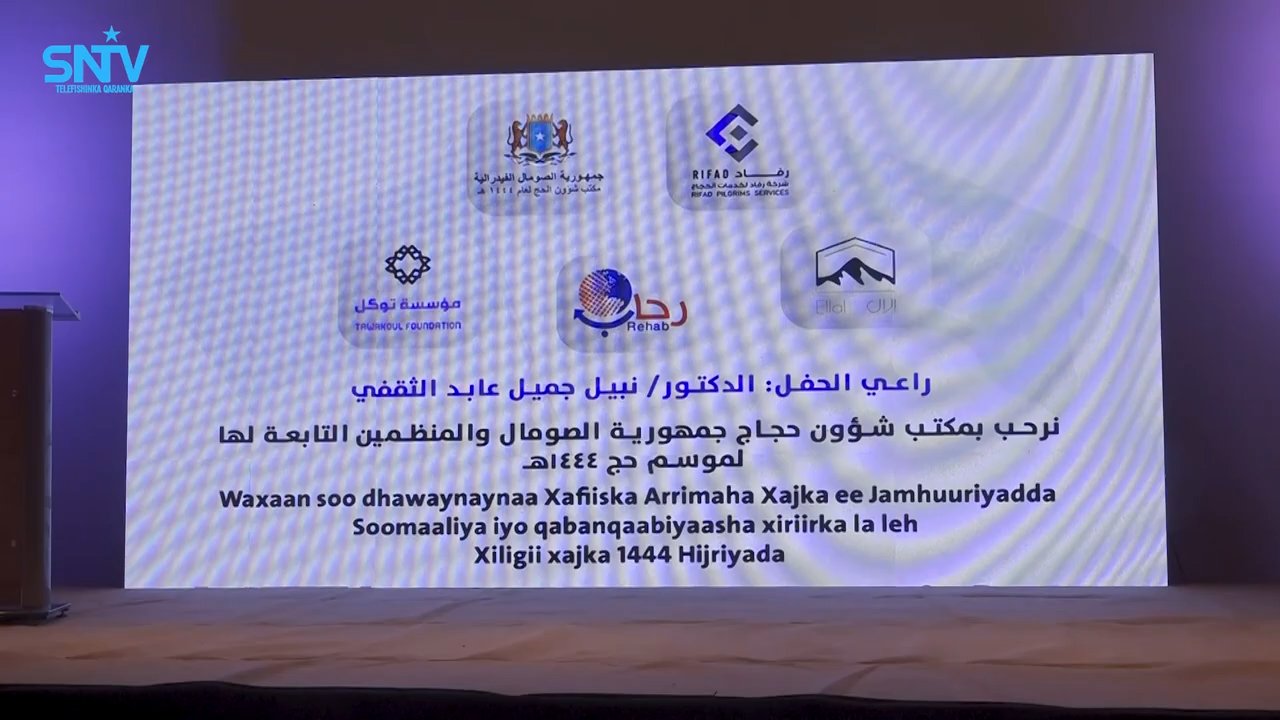 SNTV
TELEFISHINKA QARANKA
جمهورية الصومال الفيدرالية
مكتب شؤون الحج لعام ١٤٤٤ هـ
رفاد RIFAD
شركة رفاد لخدمات الحجاج
RIFAD PILGRIMS SERVICES
مؤسسة توكل
TAWAKOUL FOUNDATION
رحاب
Rehab
Ellal إلال
راعي الحفل: الدكتور/ نبيل جميل عابد الثقفي
نرحب بمكتب شؤون حجاج جمهورية الصومال والمنظمين التابعة لها
لموسم حج ١٤٤٤هـ
Waxaan soo dhawaynaynaa Xafiiska Arrimaha Xajka ee Jamhuuriyadda
Soomaaliya iyo qabanqaabiyaasha xiriirka la leh
Xiligii xajka 1444 Hijriyada